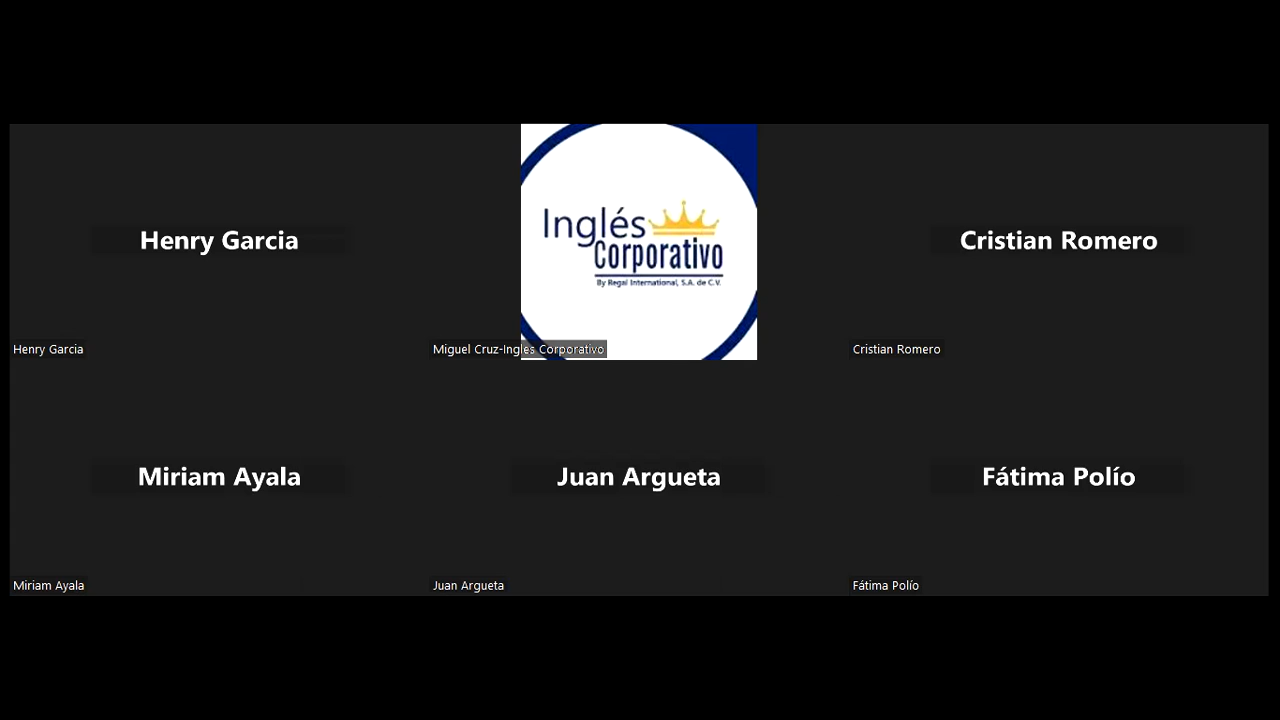 Henry Garcia
Inglés
Corporativo
By Regal International, S.A. de C.V.
Cristian Romero
Henry Garcia
Miguel Cruz-Ingles Corporativo
Cristian Romero
Miriam Ayala
Juan Argueta
Fátima Polío
Miriam Ayala
Juan Argueta
Fátima Polío